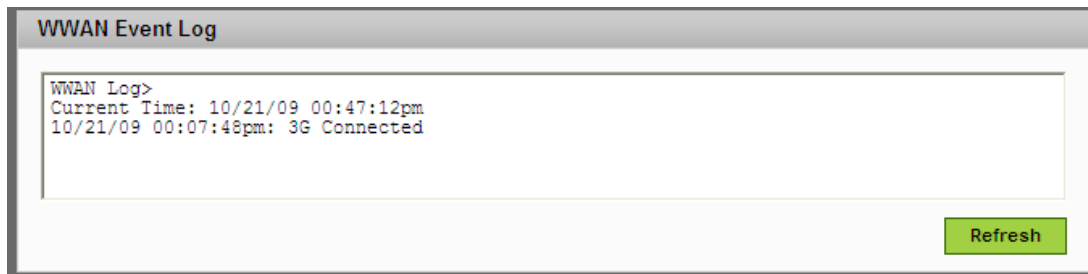 WWAN Event Log
WWAN Log>
Current Time: 10/21/09 00:47:12pm
10/21/09 00:07:48pm: 3G Connected
Refresh